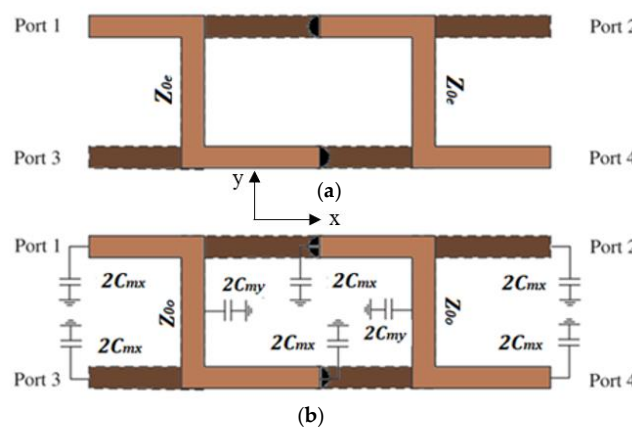 Port 1 Port 2
Z0e Z0e
Port 3 Port 4
y (a)
x
Port 1 Port 2
2Cmx 2Cmy 2Cmx 2Cmx
Z0o Z0o
2Cmx 2Cmx 2Cmy 2Cmx
Port 3 Port 4
(b)